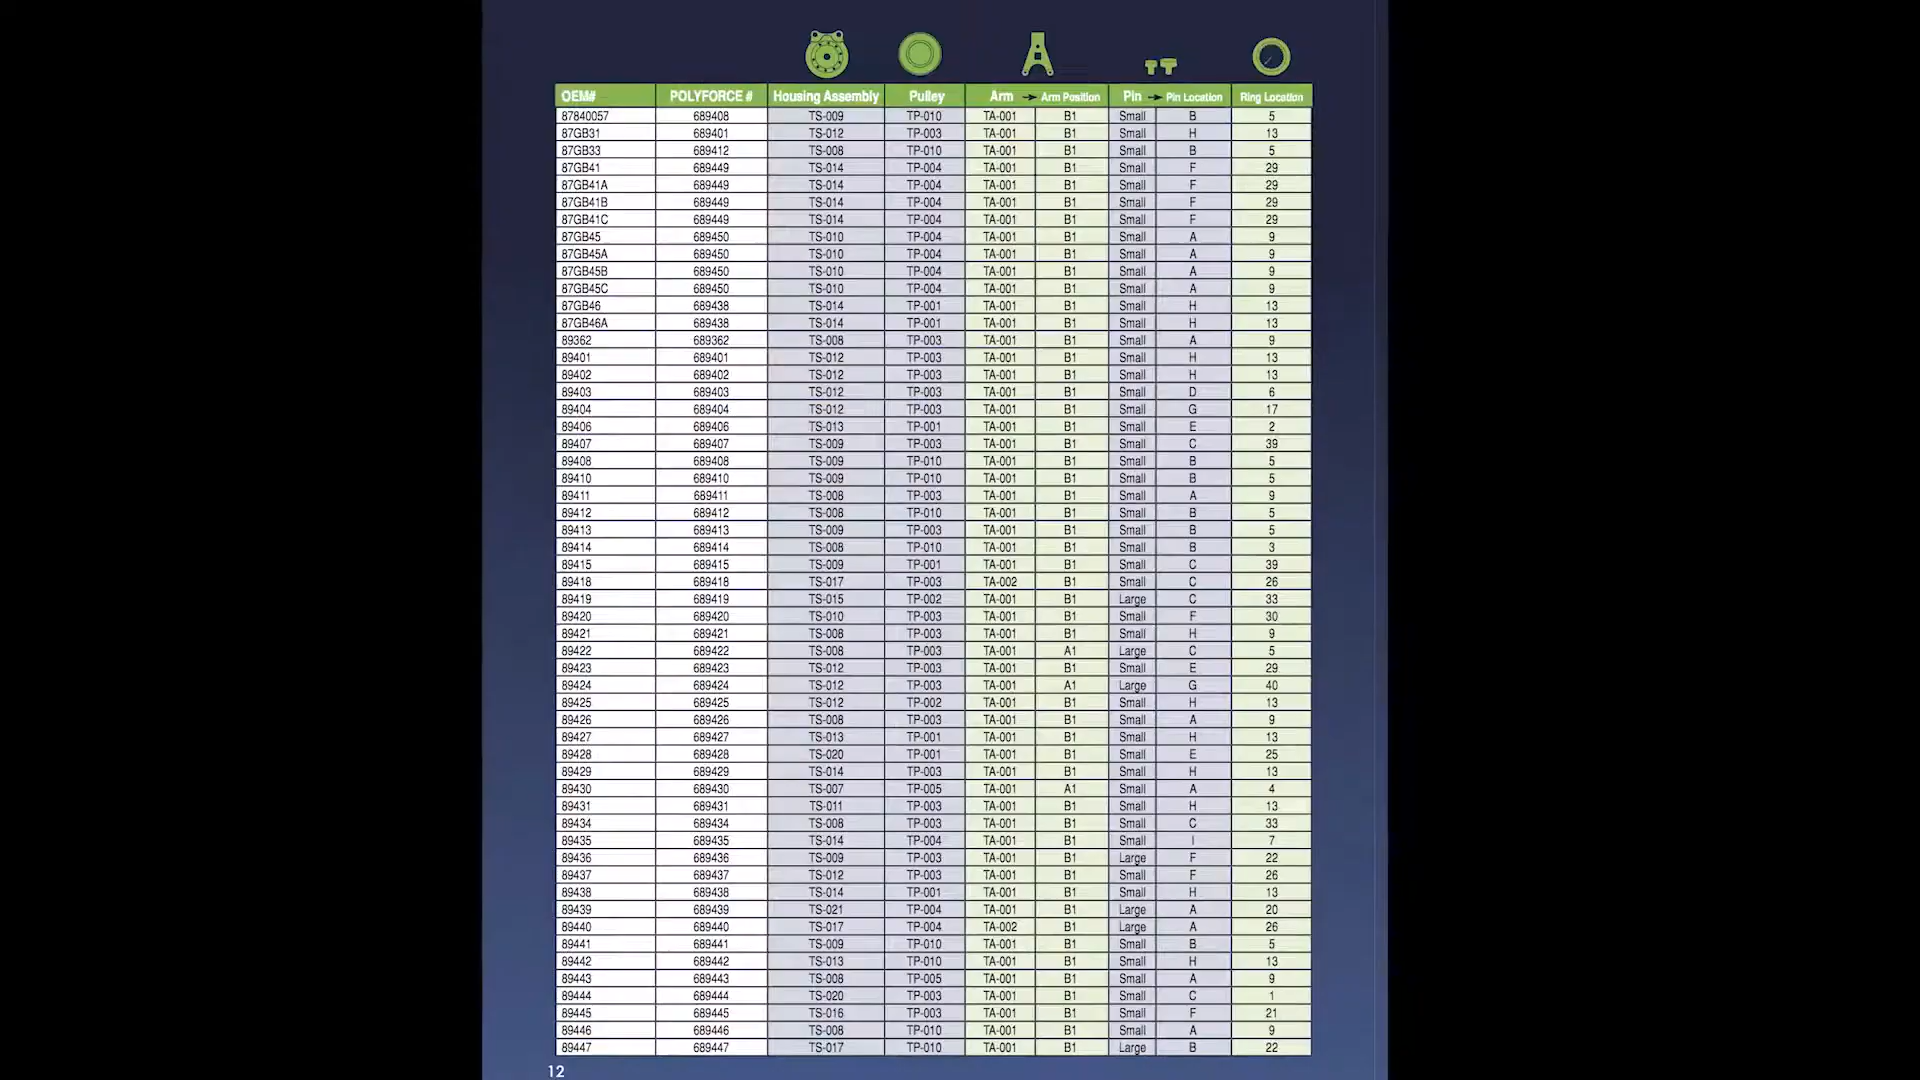 OEM# POLYFORCE # Housing Assembly Pulley Arm → Arm Position Pin → Pin Location Ring Location
87840057 689408 TS-009 TP-010 TA-001 B1 Small B 5
87GB31 689401 TS-012 TP-003 TA-001 B1 Small H 13
87GB33 689412 TS-008 TP-010 TA-001 B1 Small B 5
87GB41 689449 TS-014 TP-004 TA-001 B1 Small F 29
87GB41A 689449 TS-014 TP-004 TA-001 B1 Small F 29
87GB41B 689449 TS-014 TP-004 TA-001 B1 Small F 29
87GB41C 689449 TS-014 TP-004 TA-001 B1 Small F 29
87GB45 689450 TS-010 TP-004 TA-001 B1 Small A 9
87GB45A 689450 TS-010 TP-004 TA-001 B1 Small A 9
87GB45B 689450 TS-010 TP-004 TA-001 B1 Small A 9
87GB45C 689450 TS-010 TP-004 TA-001 B1 Small A 9
87GB46 689438 TS-014 TP-001 TA-001 B1 Small H 13
87GB46A 689438 TS-014 TP-001 TA-001 B1 Small H 13
89362 689362 TS-008 TP-003 TA-001 B1 Small A 9
89401 689401 TS-012 TP-003 TA-001 B1 Small H 13
89402 689402 TS-012 TP-003 TA-001 B1 Small H 13
89403 689403 TS-012 TP-003 TA-001 B1 Small D 6
89404 689404 TS-012 TP-003 TA-001 B1 Small G 17
89406 689406 TS-013 TP-001 TA-001 B1 Small E 2
89407 689407 TS-009 TP-003 TA-001 B1 Small C 39
89408 689408 TS-009 TP-010 TA-001 B1 Small B 5
89410 689410 TS-009 TP-010 TA-001 B1 Small B 5
89411 689411 TS-008 TP-003 TA-001 B1 Small A 9
89412 689412 TS-008 TP-010 TA-001 B1 Small B 5
89413 689413 TS-009 TP-003 TA-001 B1 Small B 5
89414 689414 TS-008 TP-010 TA-001 B1 Small B 3
89415 689415 TS-009 TP-001 TA-001 B1 Small C 39
89418 689418 TS-017 TP-003 TA-002 B1 Small C 26
89419 689419 TS-015 TP-002 TA-001 B1 Large C 33
89420 689420 TS-010 TP-003 TA-001 B1 Small F 30
89421 689421 TS-008 TP-003 TA-001 B1 Small H 9
89422 689422 TS-008 TP-003 TA-001 A1 Large C 5
89423 689423 TS-012 TP-003 TA-001 B1 Small E 29
89424 689424 TS-012 TP-003 TA-001 A1 Large G 40
89425 689425 TS-012 TP-002 TA-001 B1 Small H 13
89426 689426 TS-008 TP-003 TA-001 B1 Small A 9
89427 689427 TS-013 TP-001 TA-001 B1 Small H 13
89428 689428 TS-020 TP-001 TA-001 B1 Small E 25
89429 689429 TS-014 TP-003 TA-001 B1 Small H 13
89430 689430 TS-007 TP-005 TA-001 A1 Small A 4
89431 689431 TS-011 TP-003 TA-001 B1 Small H 13
89434 689434 TS-008 TP-003 TA-001 B1 Small C 33
89435 689435 TS-014 TP-004 TA-001 B1 Small I 7
89436 689436 TS-009 TP-003 TA-001 B1 Large F 22
89437 689437 TS-012 TP-003 TA-001 B1 Small F 26
89438 689438 TS-014 TP-001 TA-001 B1 Small H 13
89439 689439 TS-021 TP-004 TA-001 B1 Large A 20
89440 689440 TS-017 TP-004 TA-002 B1 Large A 26
89441 689441 TS-009 TP-010 TA-001 B1 Small B 5
89442 689442 TS-013 TP-010 TA-001 B1 Small H 13
89443 689443 TS-008 TP-005 TA-001 B1 Small A 9
89444 689444 TS-020 TP-003 TA-001 B1 Small C 1
89445 689445 TS-016 TP-003 TA-001 B1 Small F 21
89446 689446 TS-008 TP-010 TA-001 B1 Small A 9
89447 689447 TS-017 TP-010 TA-001 B1 Large B 22
12